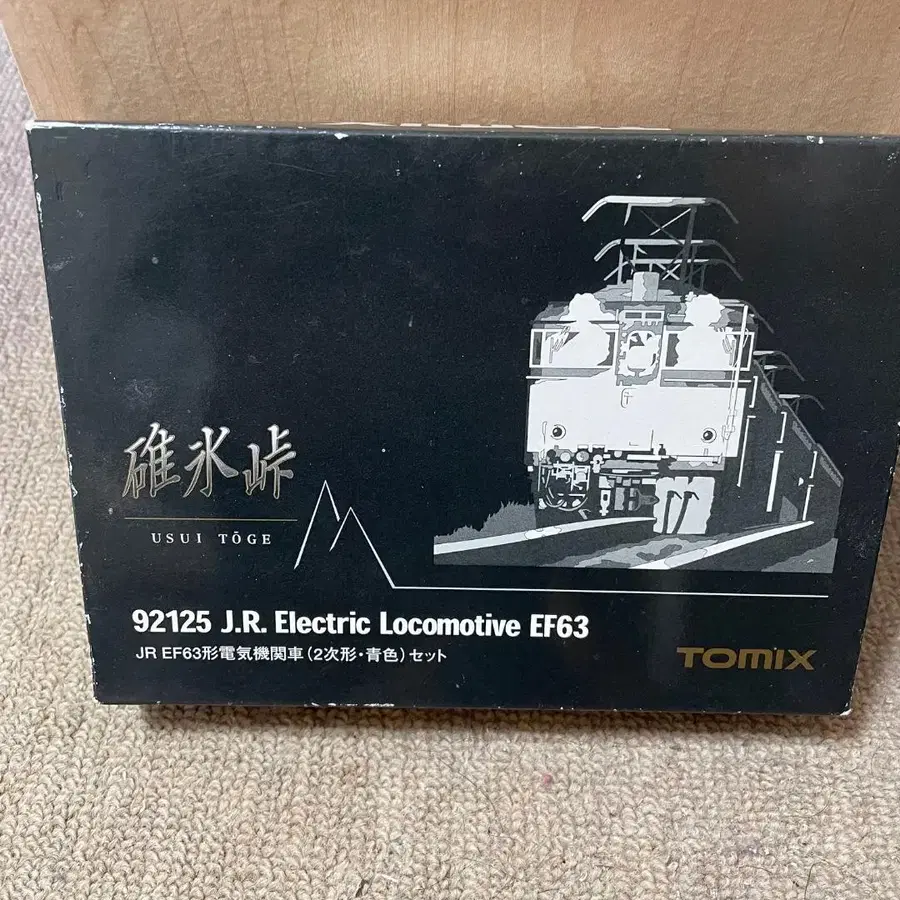 碓氷峠
USUI TŌGE
92125 J.R. Electric Locomotive EF63
JR EF63形電気機関車（2次形・青色）セット
TOMIX